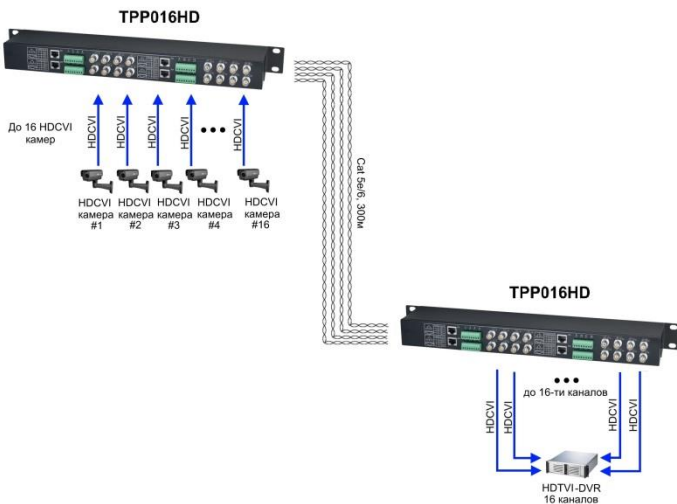 TPP016HD
До 16 HDCVI
камер
HDCVI
HDCVI
HDCVI
HDCVI
HDCVI
HDCVI
камера
#1
HDCVI
камера
#2
HDCVI
камера
#3
HDCVI
камера
#4
HDCVI
камера
#16
Cat 5e/6, 300м
TPP016HD
до 16-ти каналов
HDCVI
HDCVI
HDCVI
HDCVI
HDTVI-DVR
16 каналов